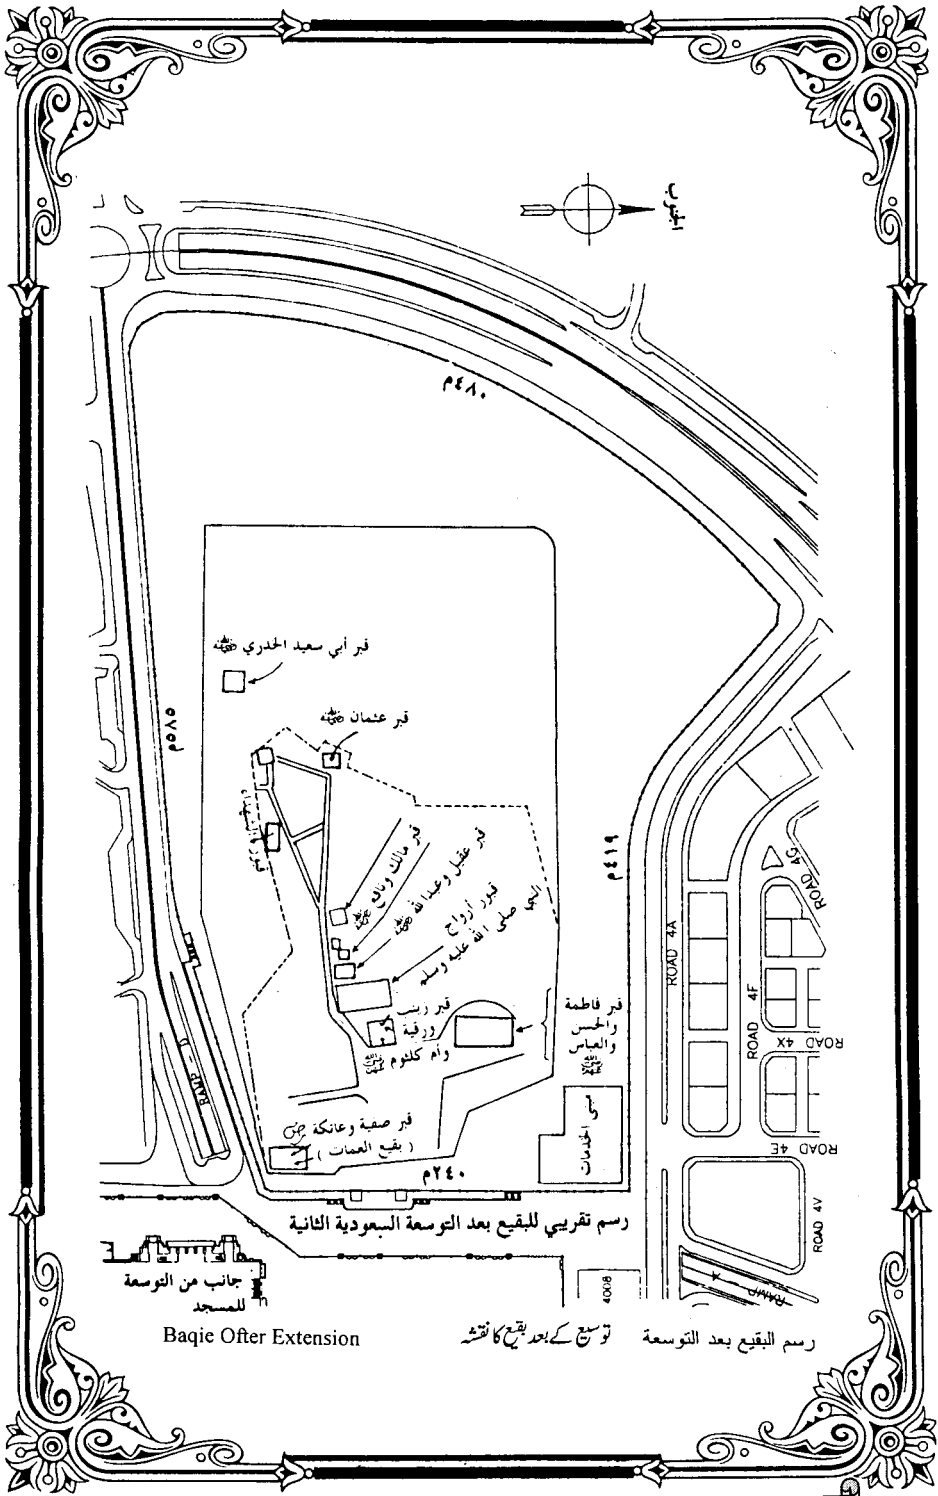 الجنوب
٤٨٠م
قبر أبي سعيد الخدري رضي الله عنه
قبر عثمان رضي الله عنه
٥٨٥م
قبور الشهداء
قبر مالك ونافع
قبر عقيل وعبدالله
قبور أزواج
النبي صلى الله عليه وسلم
٤١٩م
قبر زينب
ورقية
وأم كلثوم
قبر فاطمة
والحسن
والعباس
مبنى الخدمات
قبر صفية وعاتكة
( بقيع العمات )
٢٤٠م
ROAD 4G
ROAD 4A
ROAD 4F
ROAD 4X
ROAD 4E
ROAD 4V
RAMP - D
RAMP - A
4008
رسم تقريبي للبقيع بعد التوسعة السعودية الثانية
جانب من التوسعة
للمسجد
Baqie Ofter Extension
توسیع کے بعد بقیع کا نقشہ
رسم البقيع بعد التوسعة